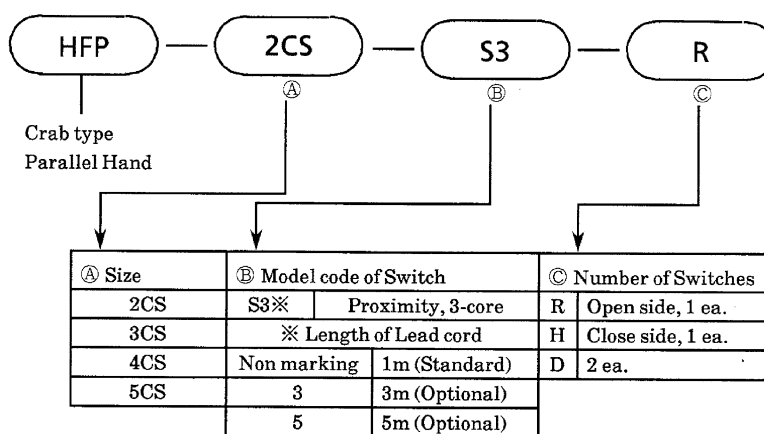 HFP — 2CS — S3 — R
Ⓐ Ⓑ Ⓒ
Crab type
Parallel Hand
Ⓐ Size Ⓑ Model code of Switch Ⓒ Number of Switches
2CS S3※ Proximity, 3-core R Open side, 1 ea.
3CS ※ Length of Lead cord H Close side, 1 ea.
4CS Non marking 1m (Standard) D 2 ea.
5CS 3 3m (Optional)
5 5m (Optional)